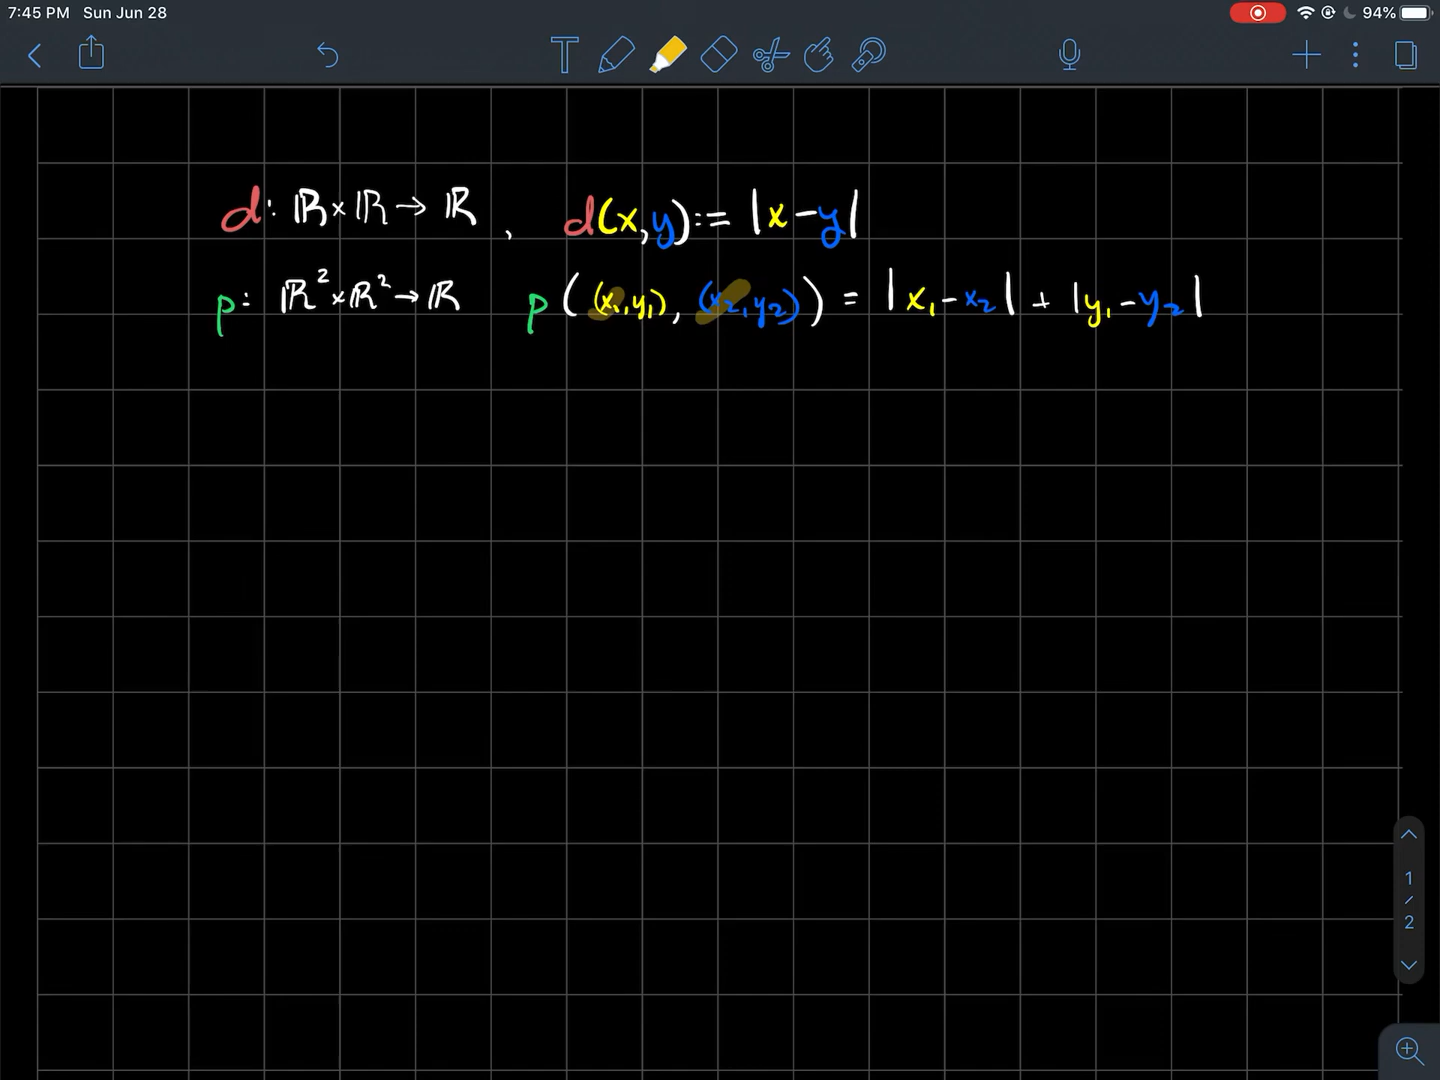 7:45 PM Sun Jun 28 94%
T
d: ℝ×ℝ→ℝ, d(x,y):= |x-y|
p: ℝ²×ℝ²→ℝ p((x₁,y₁),(x₂,y₂)) = |x₁-x₂| + |y₁-y₂|
1
/
2